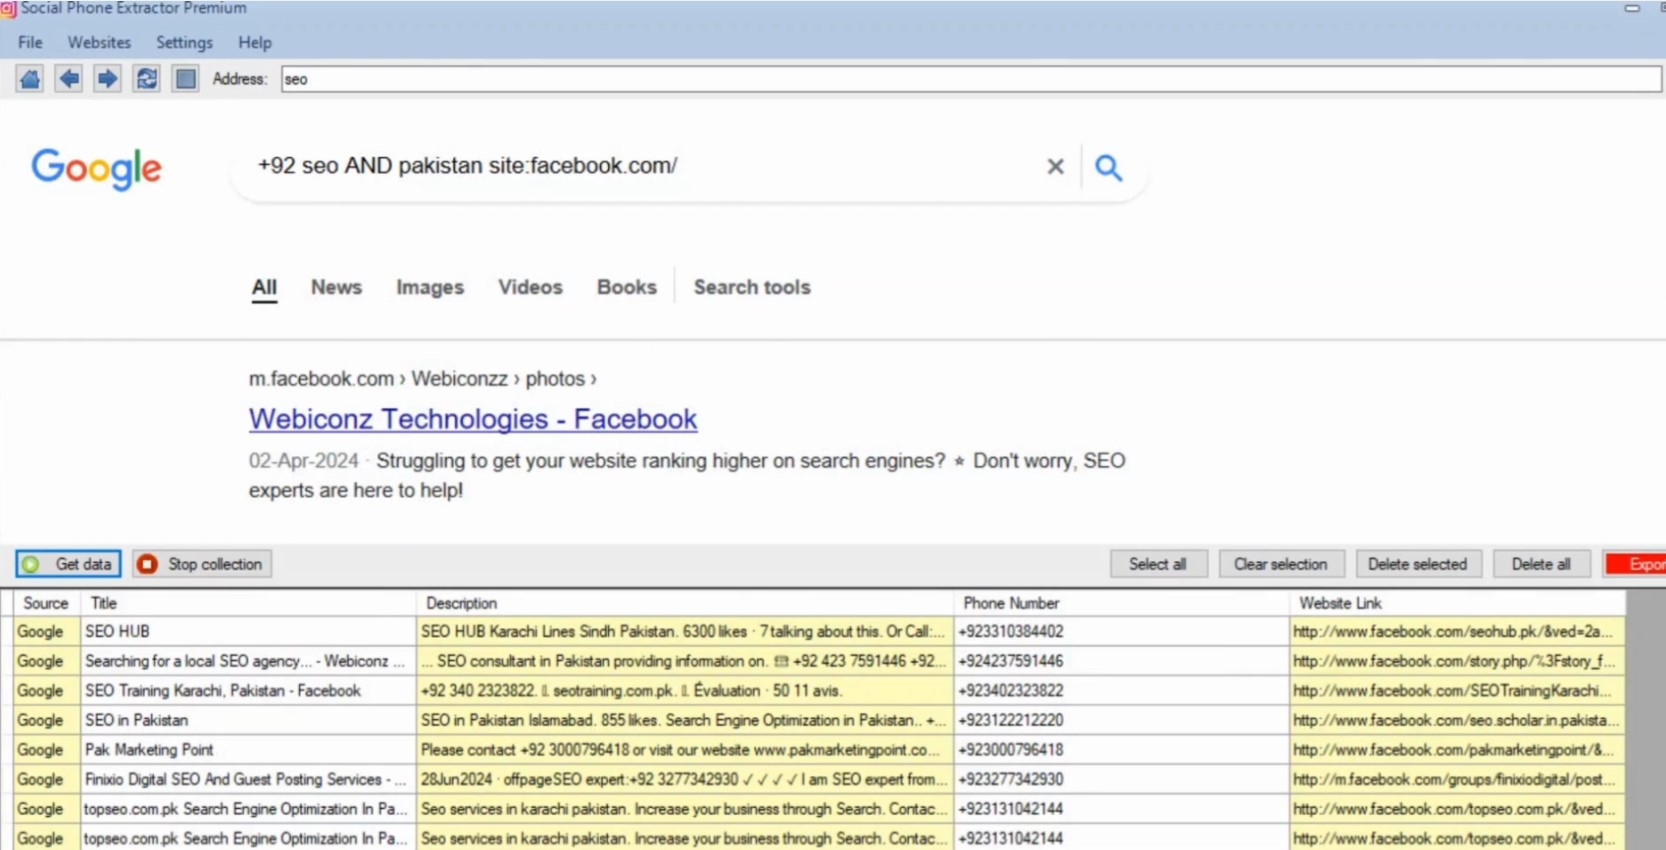 Social Phone Extractor Premium
File Websites Settings Help
Address: seo
Google +92 seo AND pakistan site:facebook.com/
All News Images Videos Books Search tools
m.facebook.com › Webiconzz › photos ›
Webiconz Technologies - Facebook
02-Apr-2024 · Struggling to get your website ranking higher on search engines? ⭑ Don't worry, SEO
experts are here to help!
Get data Stop collection Select all Clear selection Delete selected Delete all Expor
Source Title Description Phone Number Website Link
Google SEO HUB SEO HUB Karachi Lines Sindh Pakistan. 6300 likes · 7 talking about this. Or Call:... +923310384402 http://www.facebook.com/seohub.pk/&ved=2a...
Google Searching for a local SEO agency... - Webiconz ... ... SEO consultant in Pakistan providing information on. ☎ +92 423 7591446 +92... +924237591446 http://www.facebook.com/story.php/%3Fstory_f...
Google SEO Training Karachi, Pakistan - Facebook +92 340 2323822. seotraining.com.pk. Évaluation · 50 11 avis. +923402323822 http://www.facebook.com/SEOTrainingKarachi...
Google SEO in Pakistan SEO in Pakistan Islamabad. 855 likes. Search Engine Optimization in Pakistan.. +... +923122212220 http://www.facebook.com/seo.scholar.in.pakista...
Google Pak Marketing Point Please contact +92 3000796418 or visit our website www.pakmarketingpoint.co... +923000796418 http://www.facebook.com/pakmarketingpoint/&...
Google Finixio Digital SEO And Guest Posting Services - ... 28Jun2024 · offpageSEO expert:+92 3277342930 ✓ ✓ ✓ ✓ I am SEO expert from... +923277342930 http://m.facebook.com/groups/finixiodigital/post...
Google topseo.com.pk Search Engine Optimization In Pa... Seo services in karachi pakistan. Increase your business through Search. Contac... +923131042144 http://www.facebook.com/topseo.com.pk/&ved...
Google topseo.com.pk Search Engine Optimization In Pa... Seo services in karachi pakistan. Increase your business through Search. Contac... +923131042144 http://www.facebook.com/topseo.com.pk/&ved...